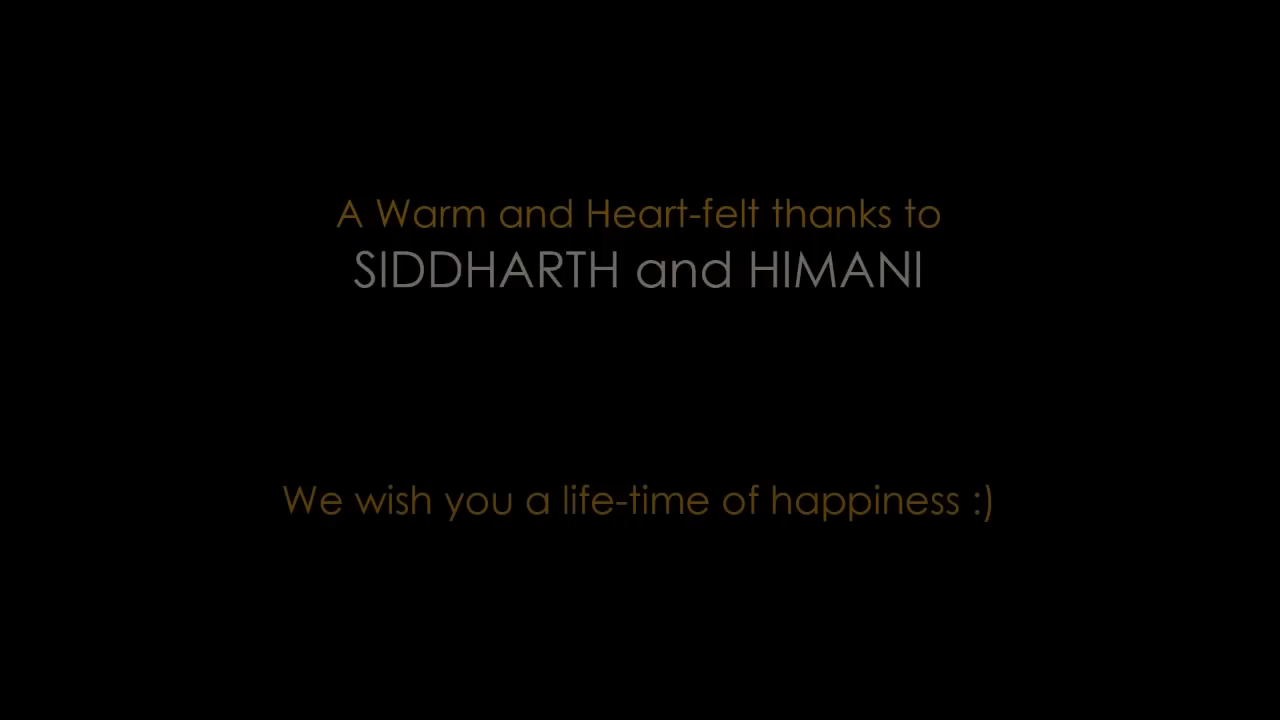 A Warm and Heart-felt thanks to
SIDDHARTH and HIMANI
We wish you a life-time of happiness :)